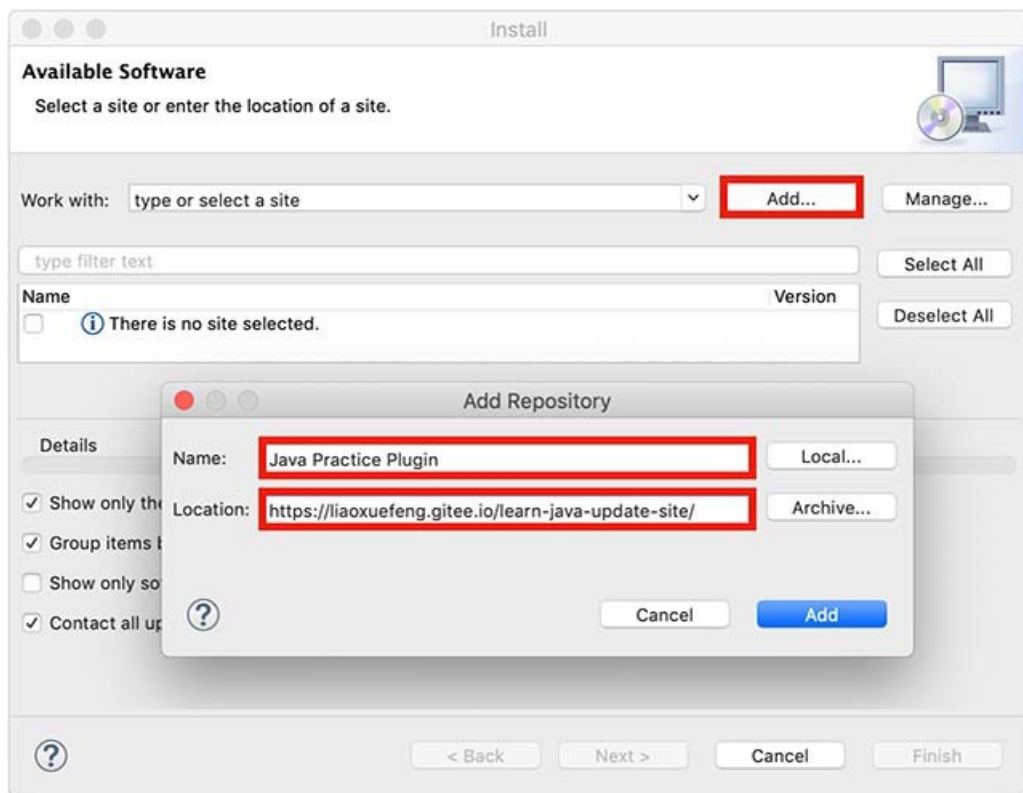 Install
Available Software
Select a site or enter the location of a site.
Work with: type or select a site Add... Manage...
type filter text Select All
Name Version
There is no site selected. Deselect All
Add Repository
Details
Name: Java Practice Plugin Local...
Show only the
Location: https://liaoxuefeng.gitee.io/learn-java-update-site/ Archive...
Group items
Show only so
Contact all up
? Cancel Add
? < Back Next > Cancel Finish